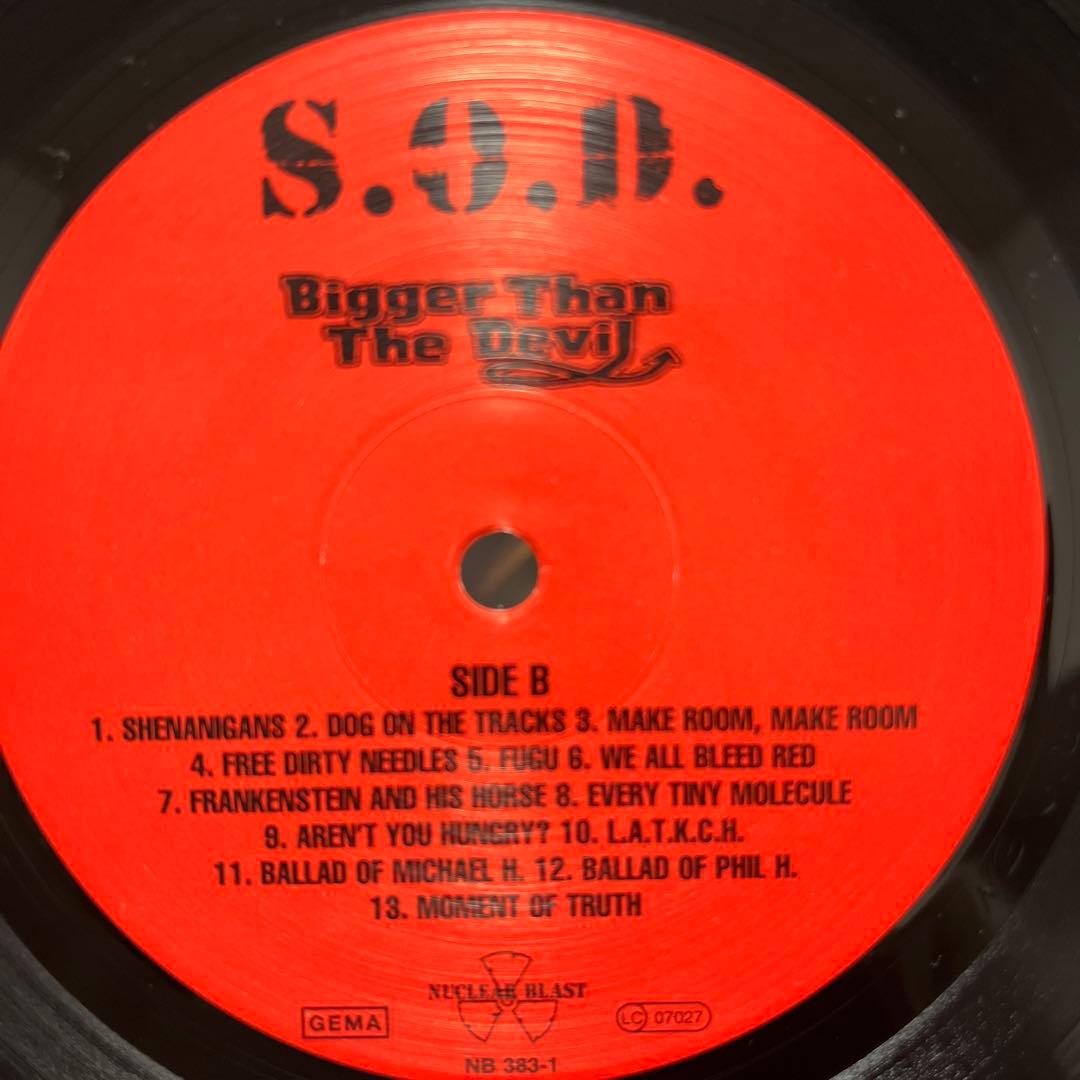 S.O.D.
Bigger Than
The Devil
SIDE B
1. SHENANIGANS 2. DOG ON THE TRACKS 3. MAKE ROOM, MAKE ROOM
4. FREE DIRTY NEEDLES 5. FUGU 6. WE ALL BLEED RED
7. FRANKENSTEIN AND HIS HORSE 8. EVERY TINY MOLECULE
9. AREN'T YOU HUNGRY? 10. L.A.T.K.C.H.
11. BALLAD OF MICHAEL H. 12. BALLAD OF PHIL H.
13. MOMENT OF TRUTH
NUCLEAR BLAST
GEMA
LC 07027
NB 383-1